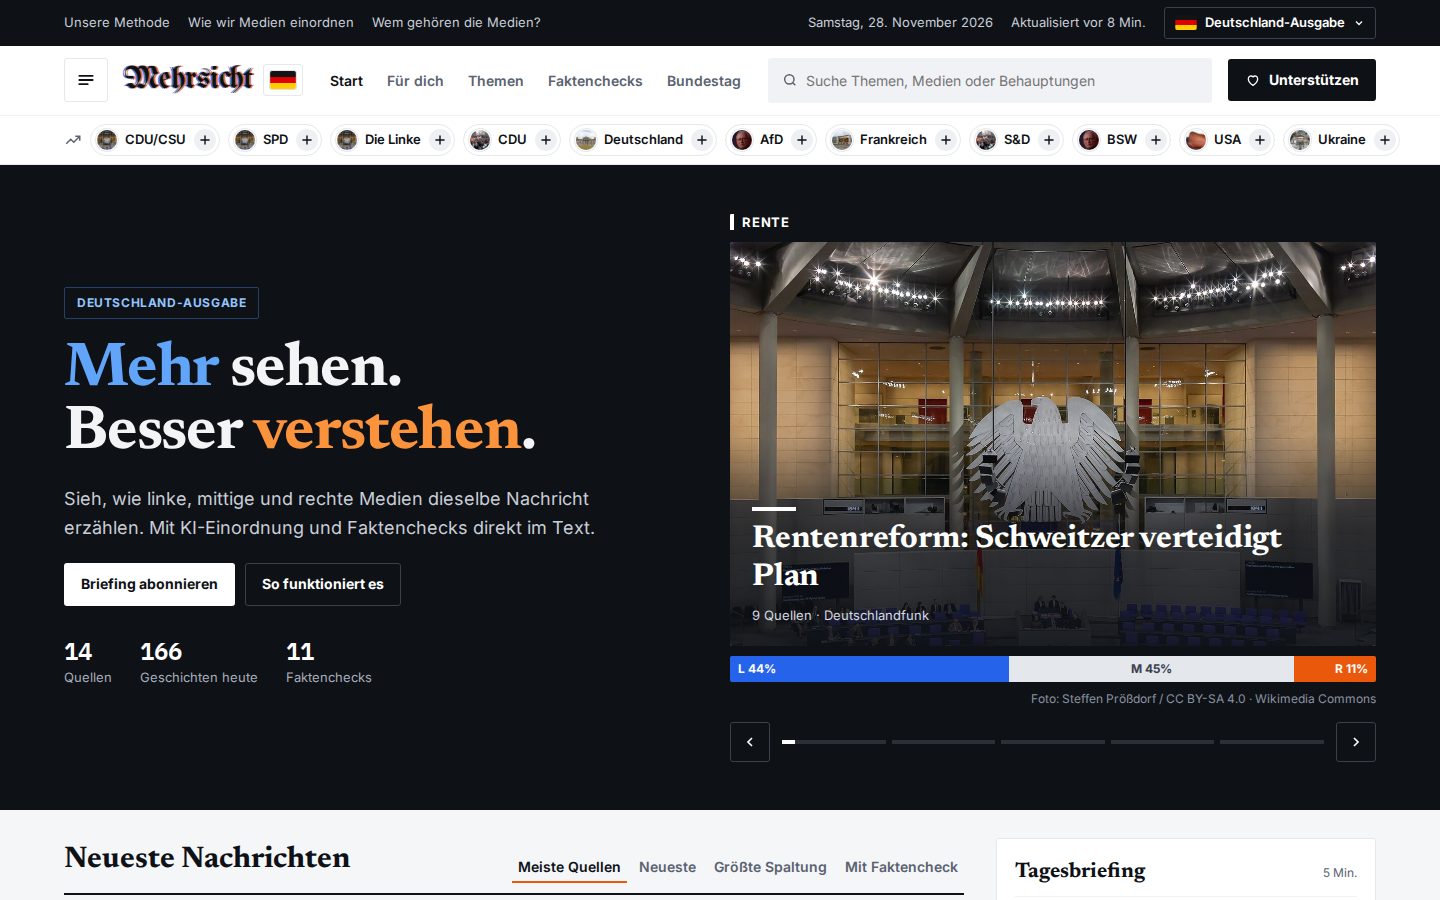 Unsere Methode Wie wir Medien einordnen Wem gehören die Medien? Samstag, 28. November 2026 Aktualisiert vor 8 Min. Deutschland-Ausgabe
Mehrsicht Start Für dich Themen Faktenchecks Bundestag Suche Themen, Medien oder Behauptungen Unterstützen
CDU/CSU + SPD + Die Linke + CDU + Deutschland + AfD + Frankreich + S&D + BSW + USA + Ukraine +
RENTE
DEUTSCHLAND-AUSGABE
Mehr sehen.
Besser verstehen.
Sieh, wie linke, mittige und rechte Medien dieselbe Nachricht
erzählen. Mit KI-Einordnung und Faktenchecks direkt im Text.
Briefing abonnieren So funktioniert es
14 166 11
Quellen Geschichten heute Faktenchecks
Rentenreform: Schweitzer verteidigt
Plan
9 Quellen · Deutschlandfunk
L 44% M 45% R 11%
Foto: Steffen Prößdorf / CC BY-SA 4.0 · Wikimedia Commons
Neueste Nachrichten Meiste Quellen Neueste Größte Spaltung Mit Faktencheck
Tagesbriefing 5 Min.